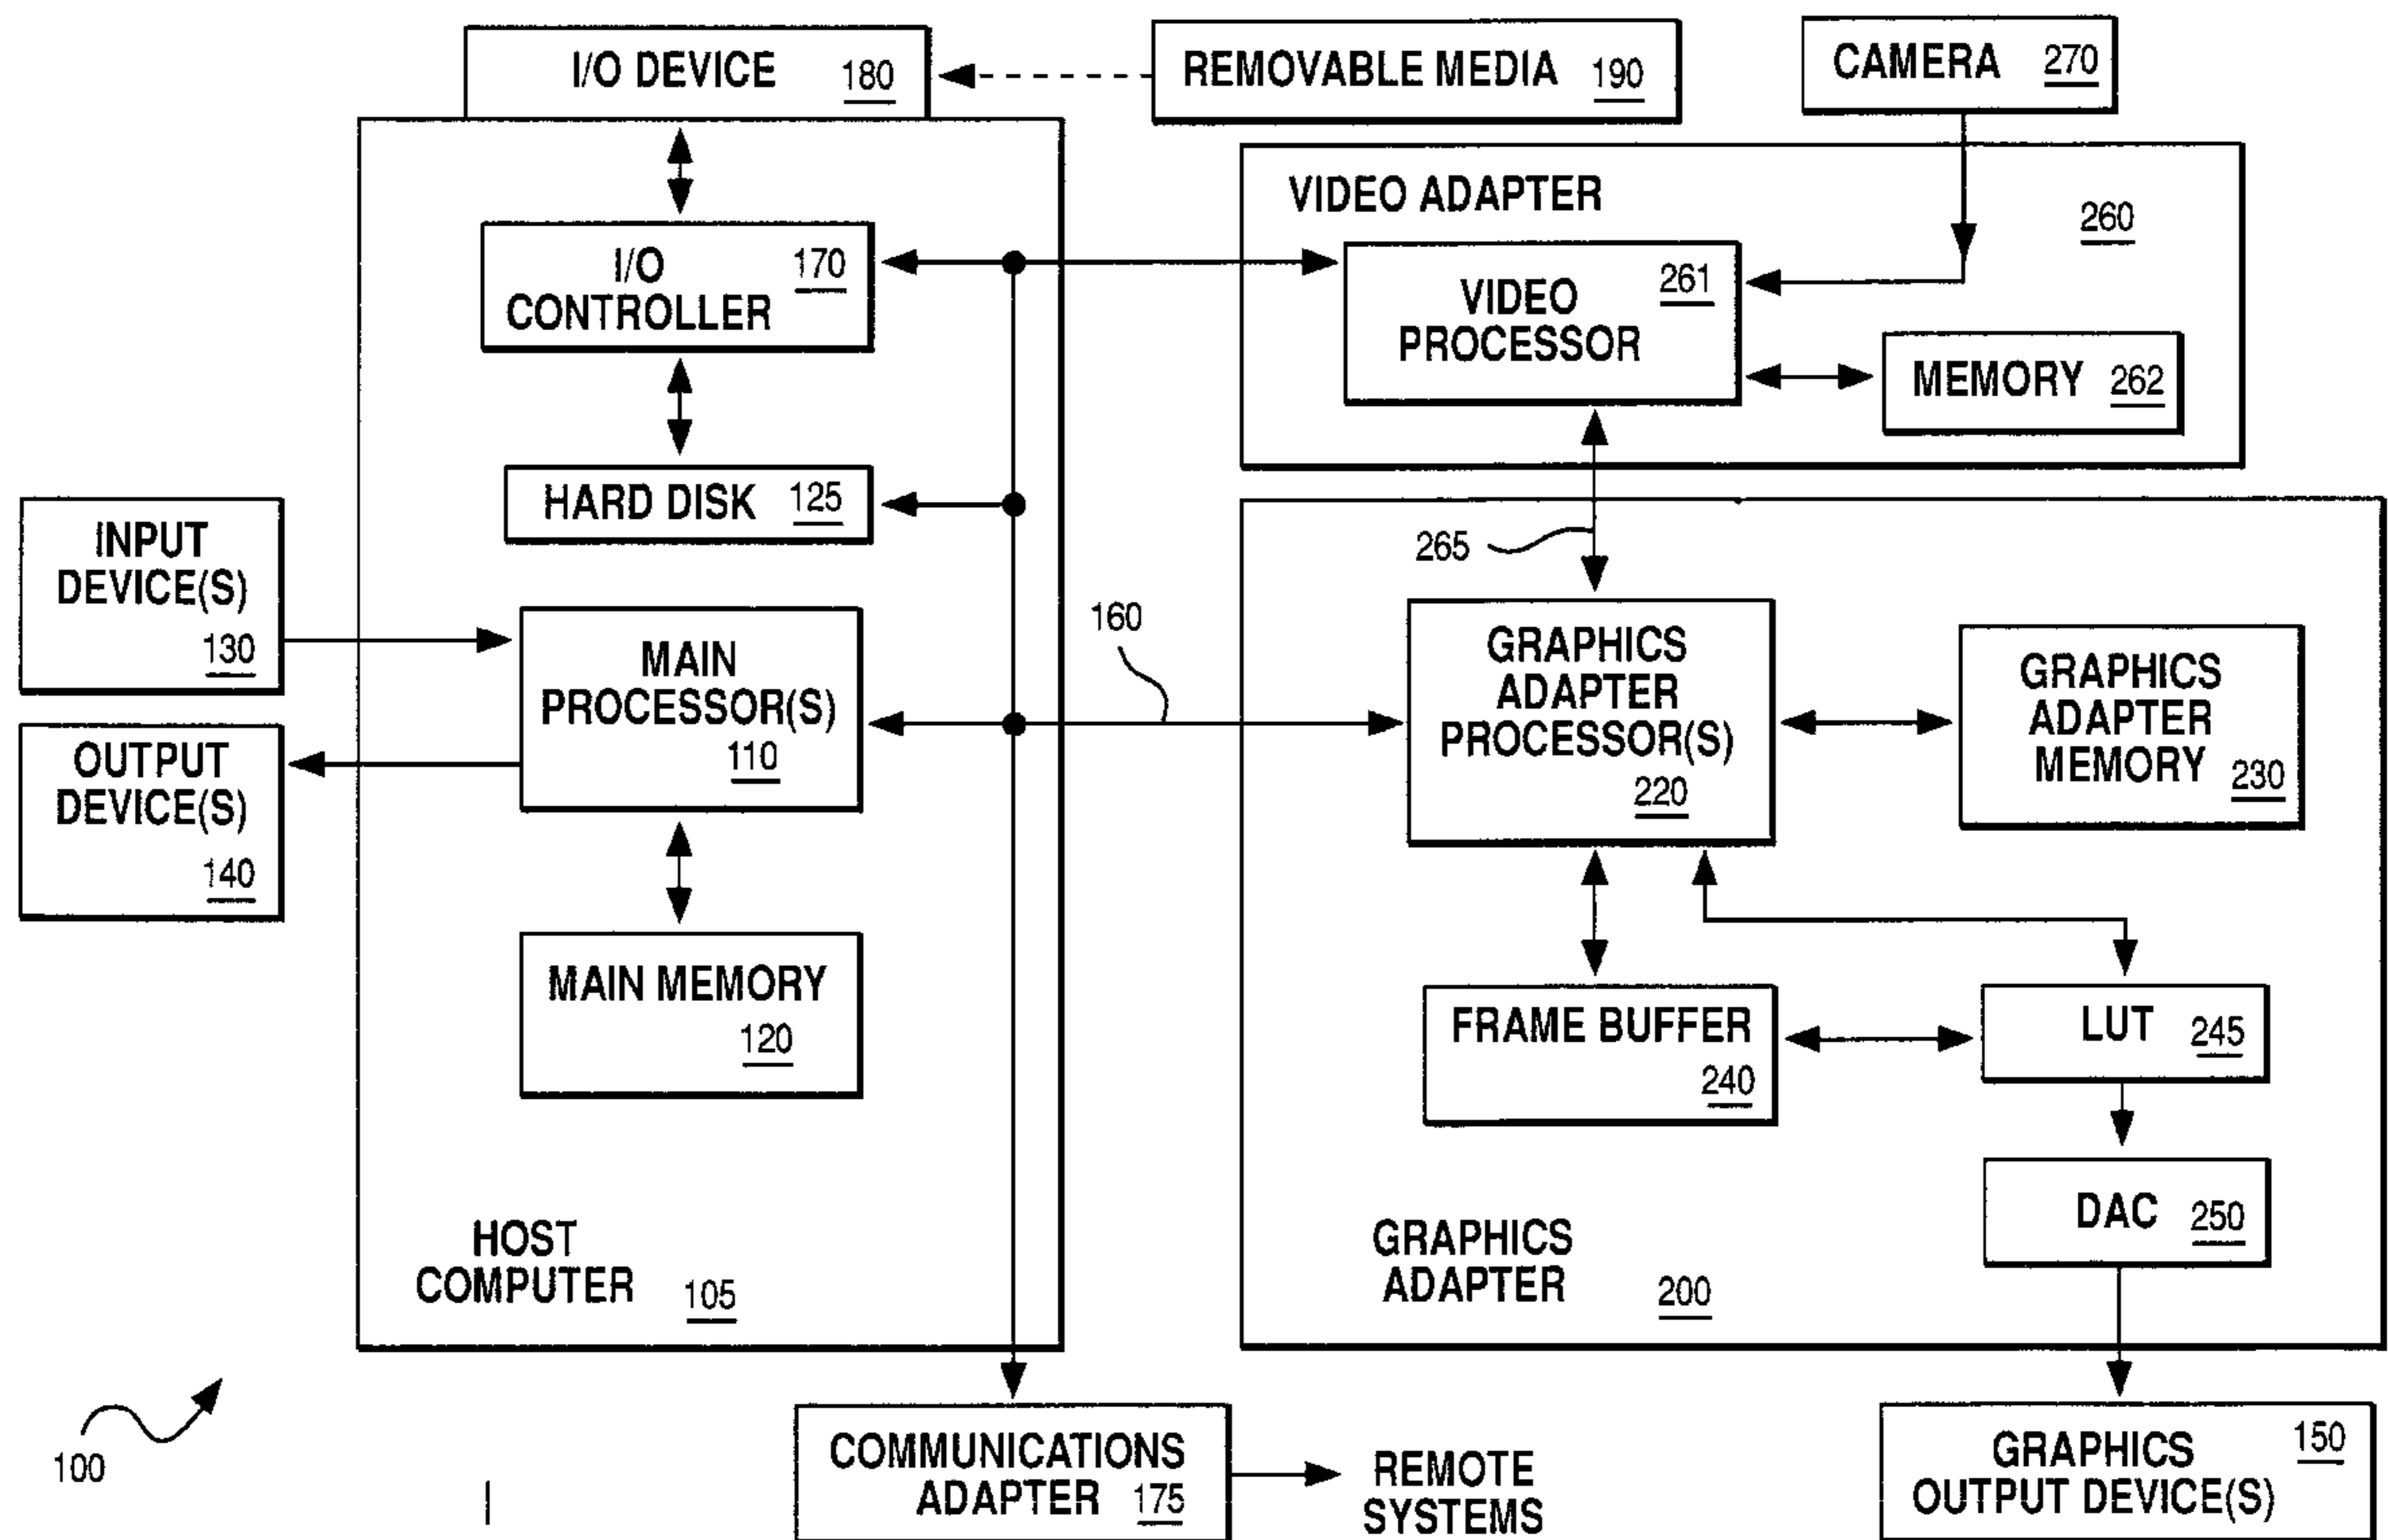 I/O DEVICE 180
REMOVABLE MEDIA 190
CAMERA 270
VIDEO ADAPTER
260
I/O
CONTROLLER
170
VIDEO
PROCESSOR
261
MEMORY 262
HARD DISK 125
265
INPUT
DEVICE(S)
130
OUTPUT
DEVICE(S)
140
MAIN
PROCESSOR(S)
110
160
GRAPHICS
ADAPTER
PROCESSOR(S)
220
GRAPHICS
ADAPTER
MEMORY 230
MAIN MEMORY
120
FRAME BUFFER
240
LUT 245
DAC 250
HOST
COMPUTER 105
GRAPHICS
ADAPTER 200
100
COMMUNICATIONS
ADAPTER 175
REMOTE
SYSTEMS
GRAPHICS 150
OUTPUT DEVICE(S)